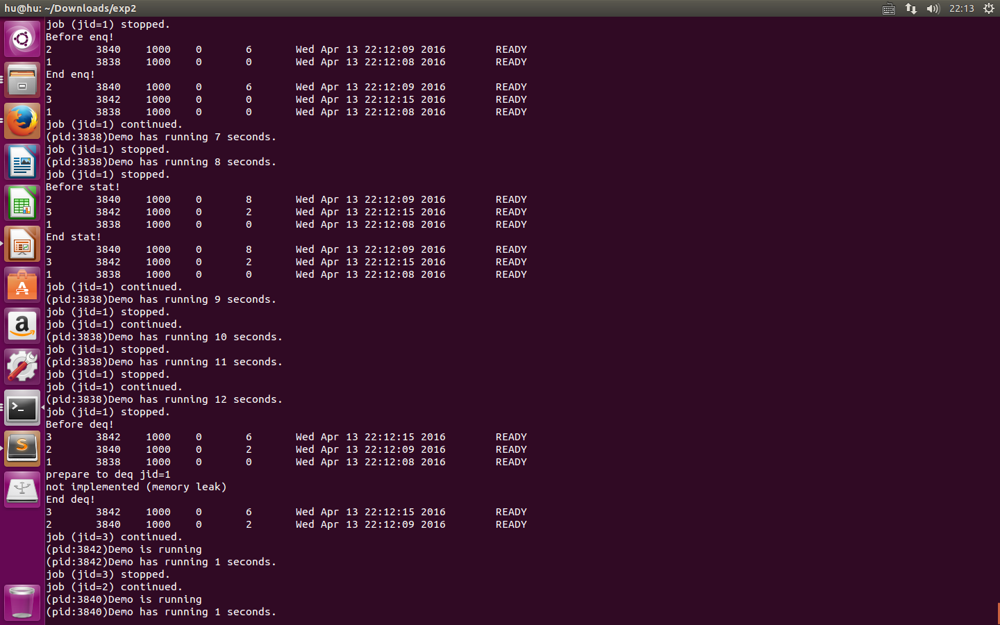 hu@hu: ~/Downloads/exp2 22:13
job (jid=1) stopped.
Before enq!
2 3840 1000 0 6 Wed Apr 13 22:12:09 2016 READY
1 3838 1000 0 0 Wed Apr 13 22:12:08 2016 READY
End enq!
2 3840 1000 0 6 Wed Apr 13 22:12:09 2016 READY
3 3842 1000 0 0 Wed Apr 13 22:12:15 2016 READY
1 3838 1000 0 0 Wed Apr 13 22:12:08 2016 READY
job (jid=1) continued.
(pid:3838)Demo has running 7 seconds.
job (jid=1) stopped.
(pid:3838)Demo has running 8 seconds.
job (jid=1) stopped.
Before stat!
2 3840 1000 0 8 Wed Apr 13 22:12:09 2016 READY
3 3842 1000 0 2 Wed Apr 13 22:12:15 2016 READY
1 3838 1000 0 0 Wed Apr 13 22:12:08 2016 READY
End stat!
2 3840 1000 0 8 Wed Apr 13 22:12:09 2016 READY
3 3842 1000 0 2 Wed Apr 13 22:12:15 2016 READY
1 3838 1000 0 0 Wed Apr 13 22:12:08 2016 READY
job (jid=1) continued.
(pid:3838)Demo has running 9 seconds.
job (jid=1) stopped.
job (jid=1) continued.
(pid:3838)Demo has running 10 seconds.
job (jid=1) stopped.
(pid:3838)Demo has running 11 seconds.
job (jid=1) stopped.
job (jid=1) continued.
(pid:3838)Demo has running 12 seconds.
job (jid=1) stopped.
Before deq!
3 3842 1000 0 6 Wed Apr 13 22:12:15 2016 READY
2 3840 1000 0 2 Wed Apr 13 22:12:09 2016 READY
1 3838 1000 0 0 Wed Apr 13 22:12:08 2016 READY
prepare to deq jid=1
not implemented (memory leak)
End deq!
3 3842 1000 0 6 Wed Apr 13 22:12:15 2016 READY
2 3840 1000 0 2 Wed Apr 13 22:12:09 2016 READY
job (jid=3) continued.
(pid:3842)Demo is running
(pid:3842)Demo has running 1 seconds.
job (jid=3) stopped.
job (jid=2) continued.
(pid:3840)Demo is running
(pid:3840)Demo has running 1 seconds.